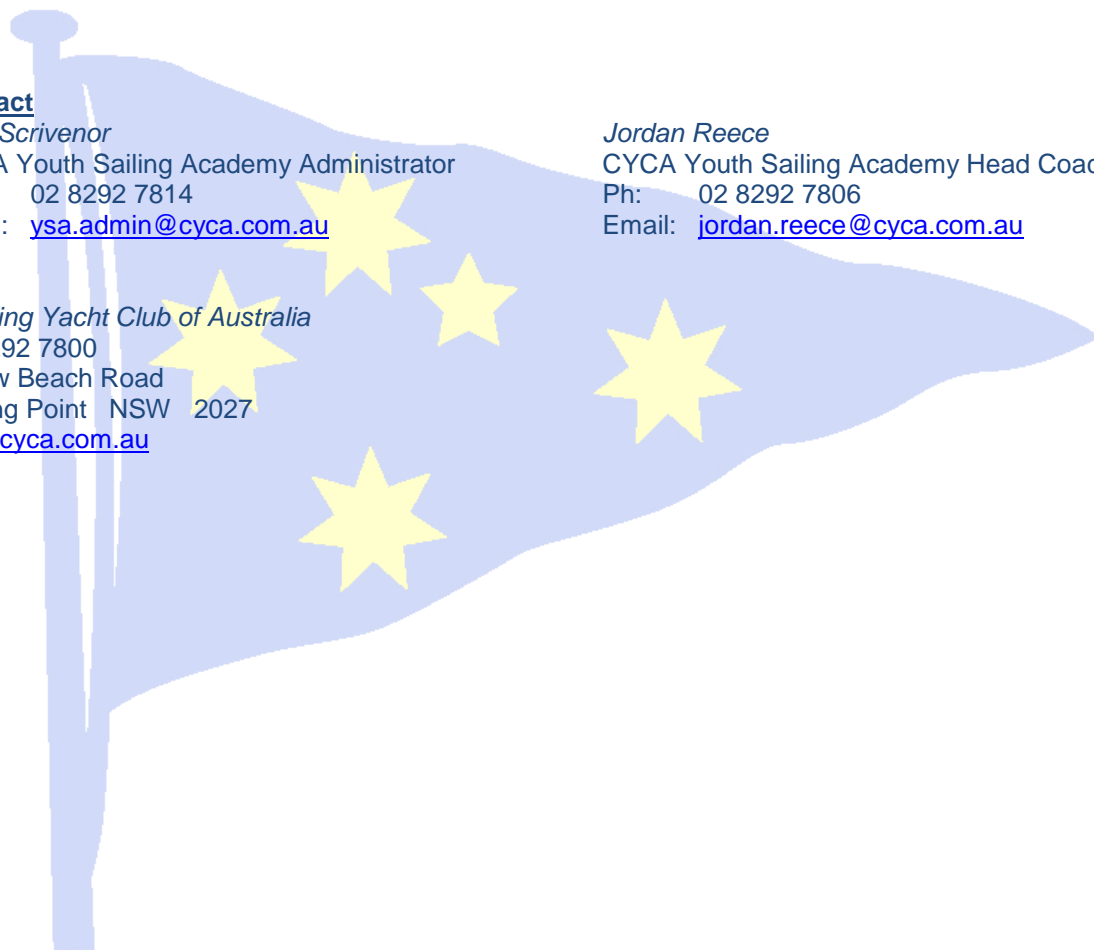 act
Scrivenor
A Youth Sailing Academy Administrator
02 8292 7814
: ysa.admin@cyca.com.au
Jordan Reece
CYCA Youth Sailing Academy Head Coac
Ph: 02 8292 7806
Email: jordan.reece@cyca.com.au
ing Yacht Club of Australia
92 7800
w Beach Road
ng Point NSW 2027
cyca.com.au